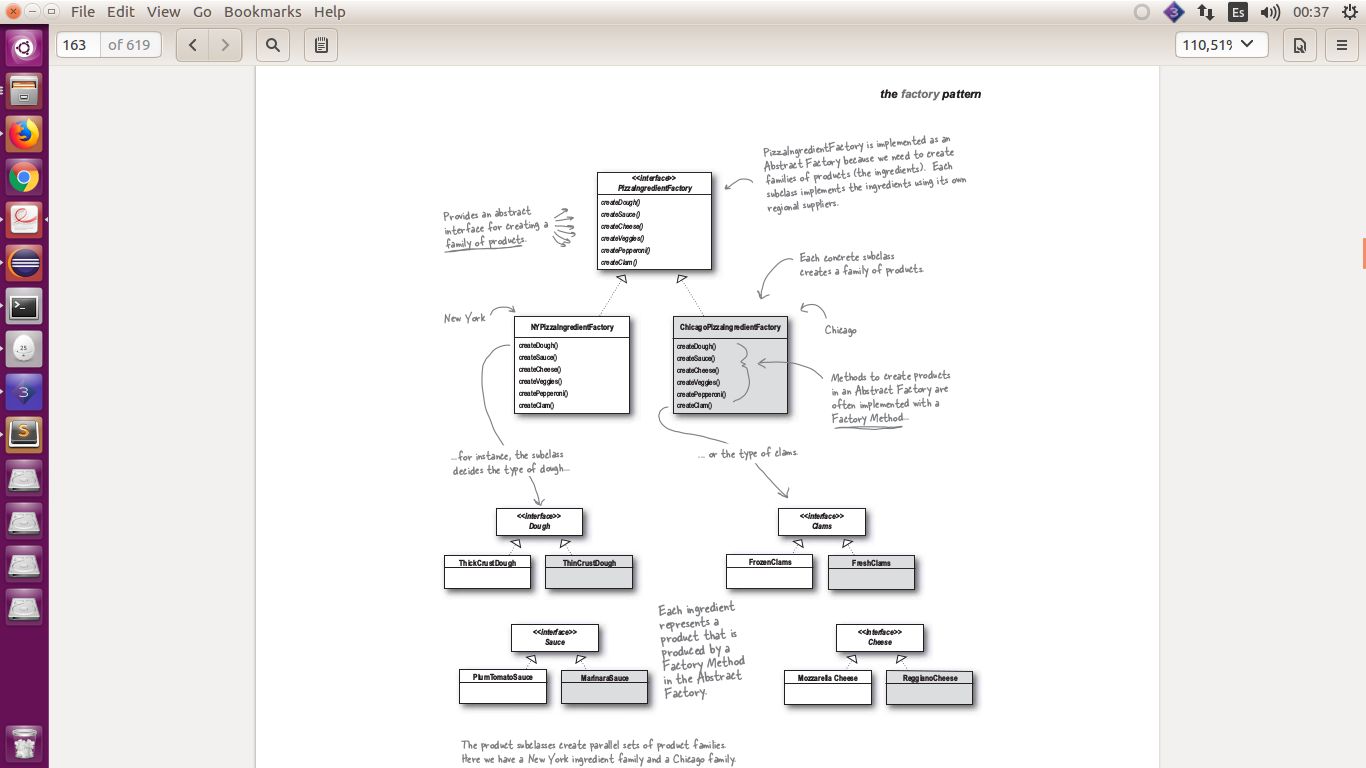 File Edit View Go Bookmarks Help
Es
00:37
163 of 619
110,51%
the factory pattern
PizzaIngredientFactory is implemented as an
Abstract Factory because we need to create
families of products (the ingredients). Each
subclass implements the ingredients using its own
regional suppliers.
<<interface>>
PizzaIngredientFactory
createDough()
createSauce()
createCheese()
createVeggies()
createPepperoni()
createClam()
Provides an abstract
interface for creating a
family of products.
Each concrete subclass
creates a family of products.
New York
Chicago
NYPizzaIngredientFactory
createDough()
createSauce()
createCheese()
createVeggies()
createPepperoni()
createClam()
ChicagoPizzaIngredientFactory
createDough()
createSauce()
createCheese()
createVeggies()
createPepperoni()
createClam()
Methods to create products
in an Abstract Factory are
often implemented with a
Factory Method...
...for instance, the subclass
decides the type of dough...
... or the type of clams.
<<interface>>
Dough
ThickCrustDough
ThinCrustDough
<<interface>>
Clams
FrozenClams
FreshClams
Each ingredient
represents a
product that is
produced by a
Factory Method
in the Abstract
Factory.
<<interface>>
Sauce
PlumTomatoSauce
MarinaraSauce
<<interface>>
Cheese
Mozzarella Cheese
ReggianoCheese
The product subclasses create parallel sets of product families.
Here we have a New York ingredient family and a Chicago family.
25
3
3
S